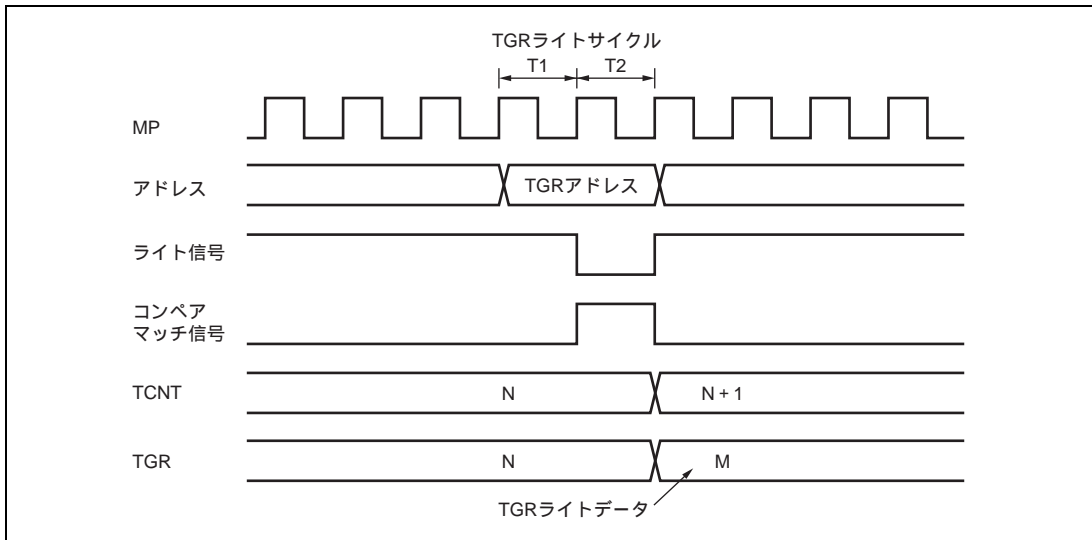 TGRライトサイクル
T1 T2
MP
アドレス TGRアドレス
ライト信号
コンペア
マッチ信号
TCNT N N + 1
TGR N M
TGRライトデータ